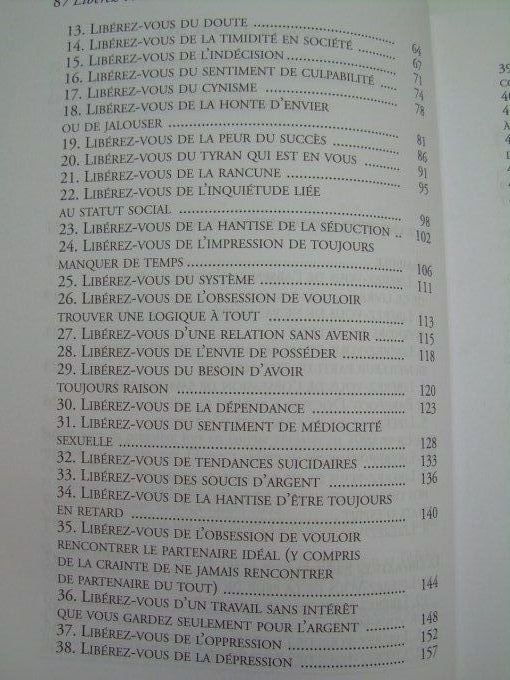 13. Libérez-vous du doute .......... 64
14. Libérez-vous de la timidité en société .......... 67
15. Libérez-vous de l'indécision .......... 71
16. Libérez-vous du sentiment de culpabilité .... 74
17. Libérez-vous du cynisme .......... 78
18. Libérez-vous de la honte d'envier
ou de jalouser .......... 81
19. Libérez-vous de la peur du succès .......... 86
20. Libérez-vous du tyran qui est en vous .......... 91
21. Libérez-vous de la rancune .......... 95
22. Libérez-vous de l'inquiétude liée
au statut social .......... 98
23. Libérez-vous de la hantise de la séduction .. 102
24. Libérez-vous de l'impression de toujours
manquer de temps .......... 106
25. Libérez-vous du système .......... 111
26. Libérez-vous de l'obsession de vouloir
trouver une logique à tout .......... 113
27. Libérez-vous d'une relation sans avenir ....... 115
28. Libérez-vous de l'envie de posséder .......... 118
29. Libérez-vous du besoin d'avoir
toujours raison .......... 120
30. Libérez-vous de la dépendance .......... 123
31. Libérez-vous du sentiment de médiocrité
sexuelle .......... 128
32. Libérez-vous de tendances suicidaires .......... 133
33. Libérez-vous des soucis d'argent .......... 136
34. Libérez-vous de la hantise d'être toujours
en retard .......... 140
35. Libérez-vous de l'obsession de vouloir
rencontrer le partenaire idéal (y compris
de la crainte de ne jamais rencontrer
de partenaire du tout) .......... 144
36. Libérez-vous d'un travail sans intérêt
que vous gardez seulement pour l'argent ........ 148
37. Libérez-vous de l'oppression .......... 152
38. Libérez-vous de la dépression .......... 157